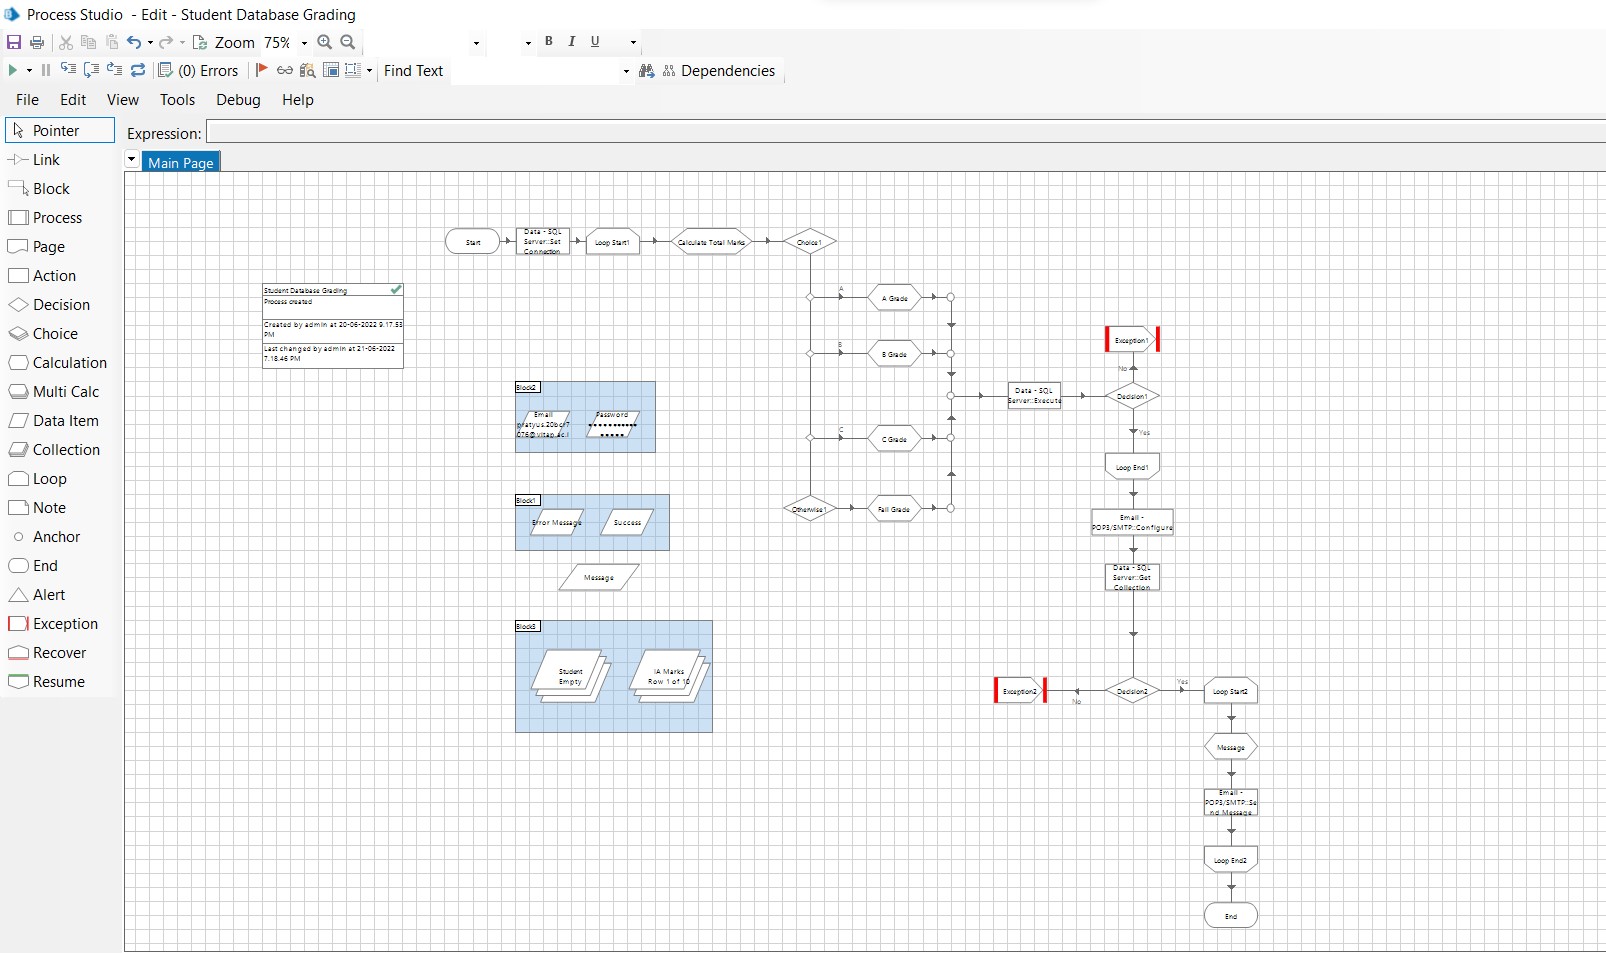 Process Studio - Edit - Student Database Grading
Zoom 75% B I U
(0) Errors Find Text Dependencies
File Edit View Tools Debug Help
Pointer
Link
Block
Process
Page
Action
Decision
Choice
Calculation
Multi Calc
Data Item
Collection
Loop
Note
Anchor
End
Alert
Exception
Recover
Resume
Expression:
Main Page
Start
Data - SQL
Server::Set
Connection
Loop Start1
Calculate Total Marks
Choice1
Student Database Grading
Process created
Created by admin at 20-06-2022 9.17.53
PM
Last changed by admin at 21-06-2022
7.18.46 PM
A
A Grade
B
B Grade
C
C Grade
Otherwise1
Fail Grade
Block2
Email
pratyus.20bcr7
076@vitap.ac.i
Password
Block1
Error Message
Success
Message
Block3
Student
Empty
IA Marks
Row 1 of 10
Data - SQL
Server::Execute
Exception1
No
Decision1
Yes
Loop End1
Email -
POP3/SMTP::Configure
Data - SQL
Server::Get
Collection
Exception2
No
Decision2
Yes
Loop Start2
Message
Email -
POP3/SMTP::Se
nd Message
Loop End2
End